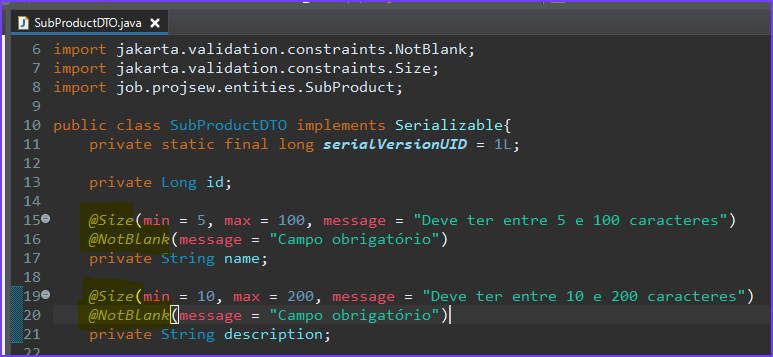 SubProductDTO.java
6 import jakarta.validation.constraints.NotBlank;
7 import jakarta.validation.constraints.Size;
8 import job.projsew.entities.SubProduct;
9
10 public class SubProductDTO implements Serializable{
11 private static final long serialVersionUID = 1L;
12
13 private Long id;
14
15 @Size(min = 5, max = 100, message = "Deve ter entre 5 e 100 caracteres")
16 @NotBlank(message = "Campo obrigatório")
17 private String name;
18
19 @Size(min = 10, max = 200, message = "Deve ter entre 10 e 200 caracteres")
20 @NotBlank(message = "Campo obrigatório")
21 private String description;
22